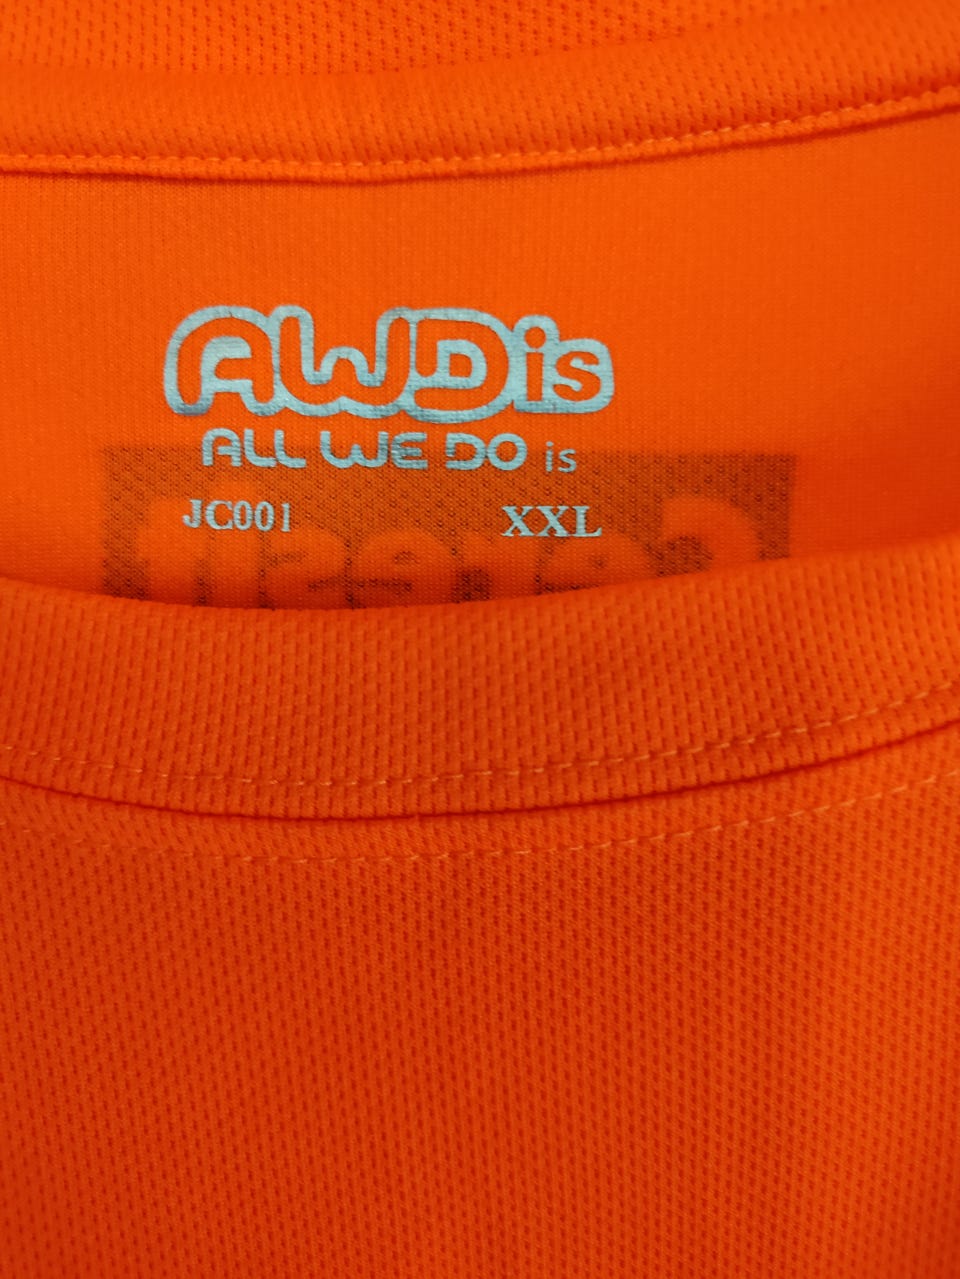 AWDis
ALL WE DO is
JC001 XXL